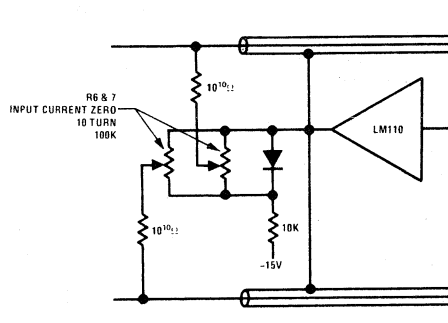 10¹⁰Ω
R6 & 7
INPUT CURRENT ZERO
10 TURN
100K
LM110
10¹⁰Ω
10K
-15V